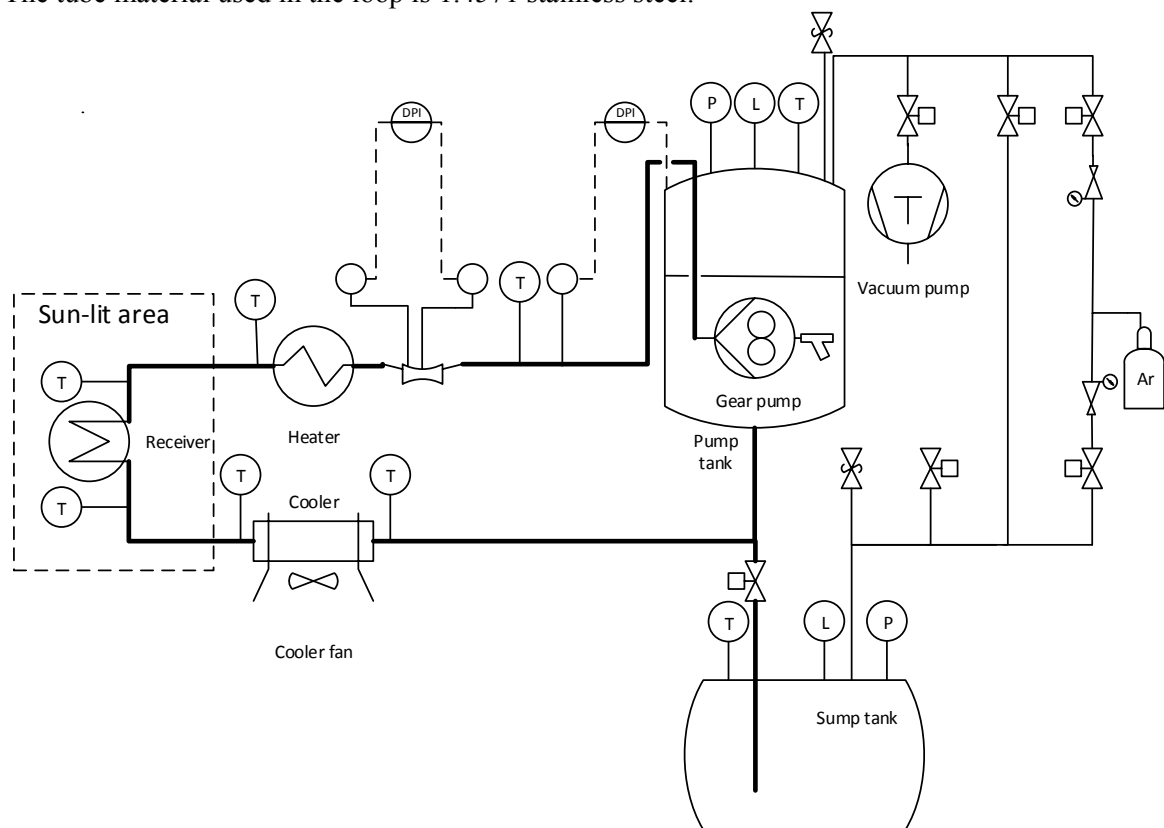 The tube material used in the loop is 1.4571 stainless steel.
DPI
DPI
P
L
T
Vacuum pump
T
T
Sun-lit area
T
Receiver
Heater
Gear pump
Pump
tank
Ar
T
T
Cooler
T
Cooler fan
T
L
P
Sump tank